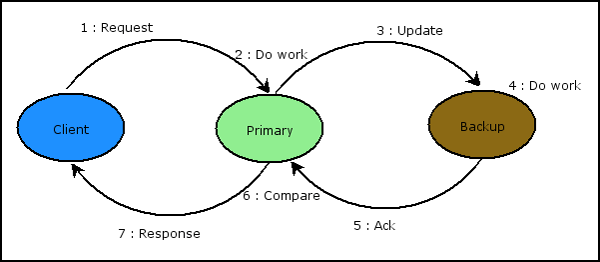 1 : Request
2 : Do work
3 : Update
4 : Do work
Client
Primary
Backup
6 : Compare
5 : Ack
7 : Response